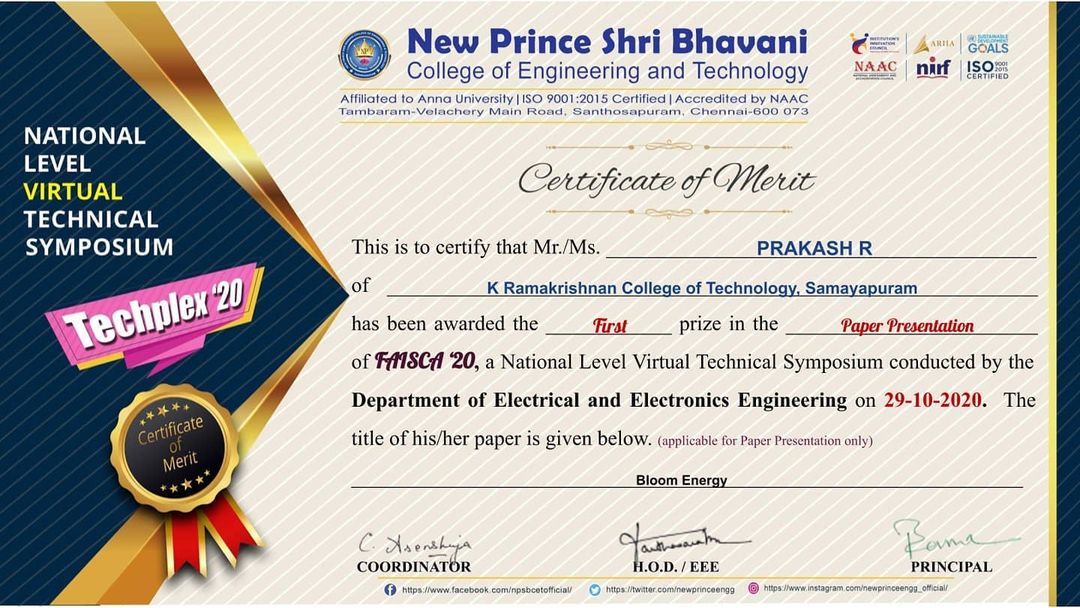 New Prince Shri Bhavani
College of Engineering and Technology
Affiliated to Anna University | ISO 9001:2015 Certified | Accredited by NAAC
Tambaram-Velachery Main Road, Santhosapuram, Chennai-600 073
INSTITUTION'S
INNOVATION
COUNCIL
ARIIA
SUSTAINABLE
DEVELOPMENT
GOALS
NAAC
nirf
ISO 9001
2015
CERTIFIED
NATIONAL
LEVEL
VIRTUAL
TECHNICAL
SYMPOSIUM
Techplex '20
Certificate
of
Merit
Certificate of Merit
This is to certify that Mr./Ms. PRAKASH R
of K Ramakrishnan College of Technology, Samayapuram
has been awarded the First prize in the Paper Presentation
of FAISCA '20, a National Level Virtual Technical Symposium conducted by the
Department of Electrical and Electronics Engineering on 29-10-2020. The
title of his/her paper is given below. (applicable for Paper Presentation only)
Bloom Energy
COORDINATOR
H.O.D. / EEE
PRINCIPAL
https://www.facebook.com/npsbcetofficial/ https://twitter.com/newprinceengg https://www.instagram.com/newprinceengg_official/